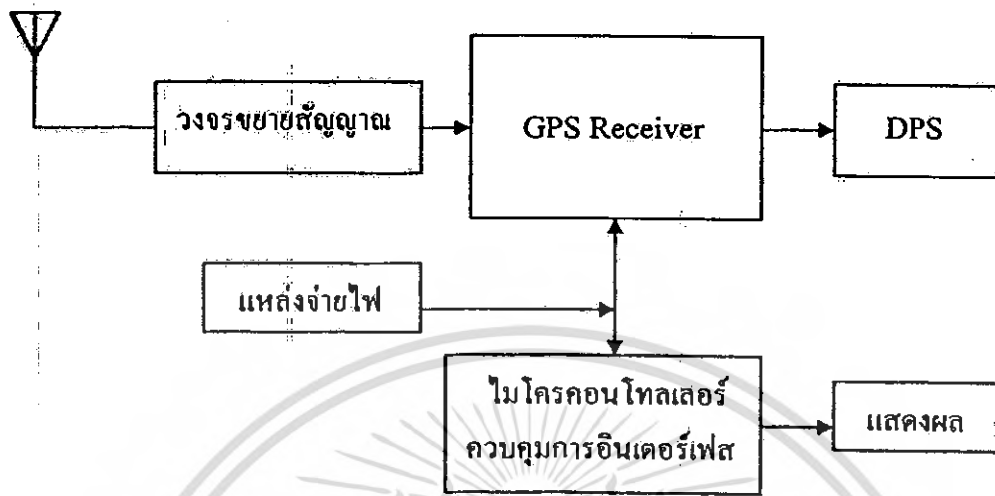 วงจรขยายสัญญาณ
GPS Receiver
DPS
แหล่งจ่ายไฟ
ไมโครคอนโทลเลอร์
ควบคุมการอินเตอร์เฟส
แสดงผล